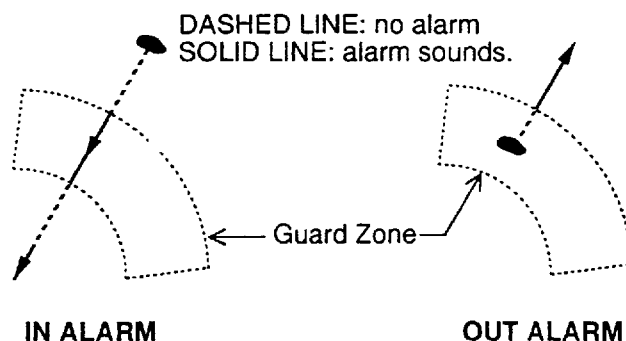 DASHED LINE: no alarm
SOLID LINE: alarm sounds.
Guard Zone
IN ALARM
OUT ALARM